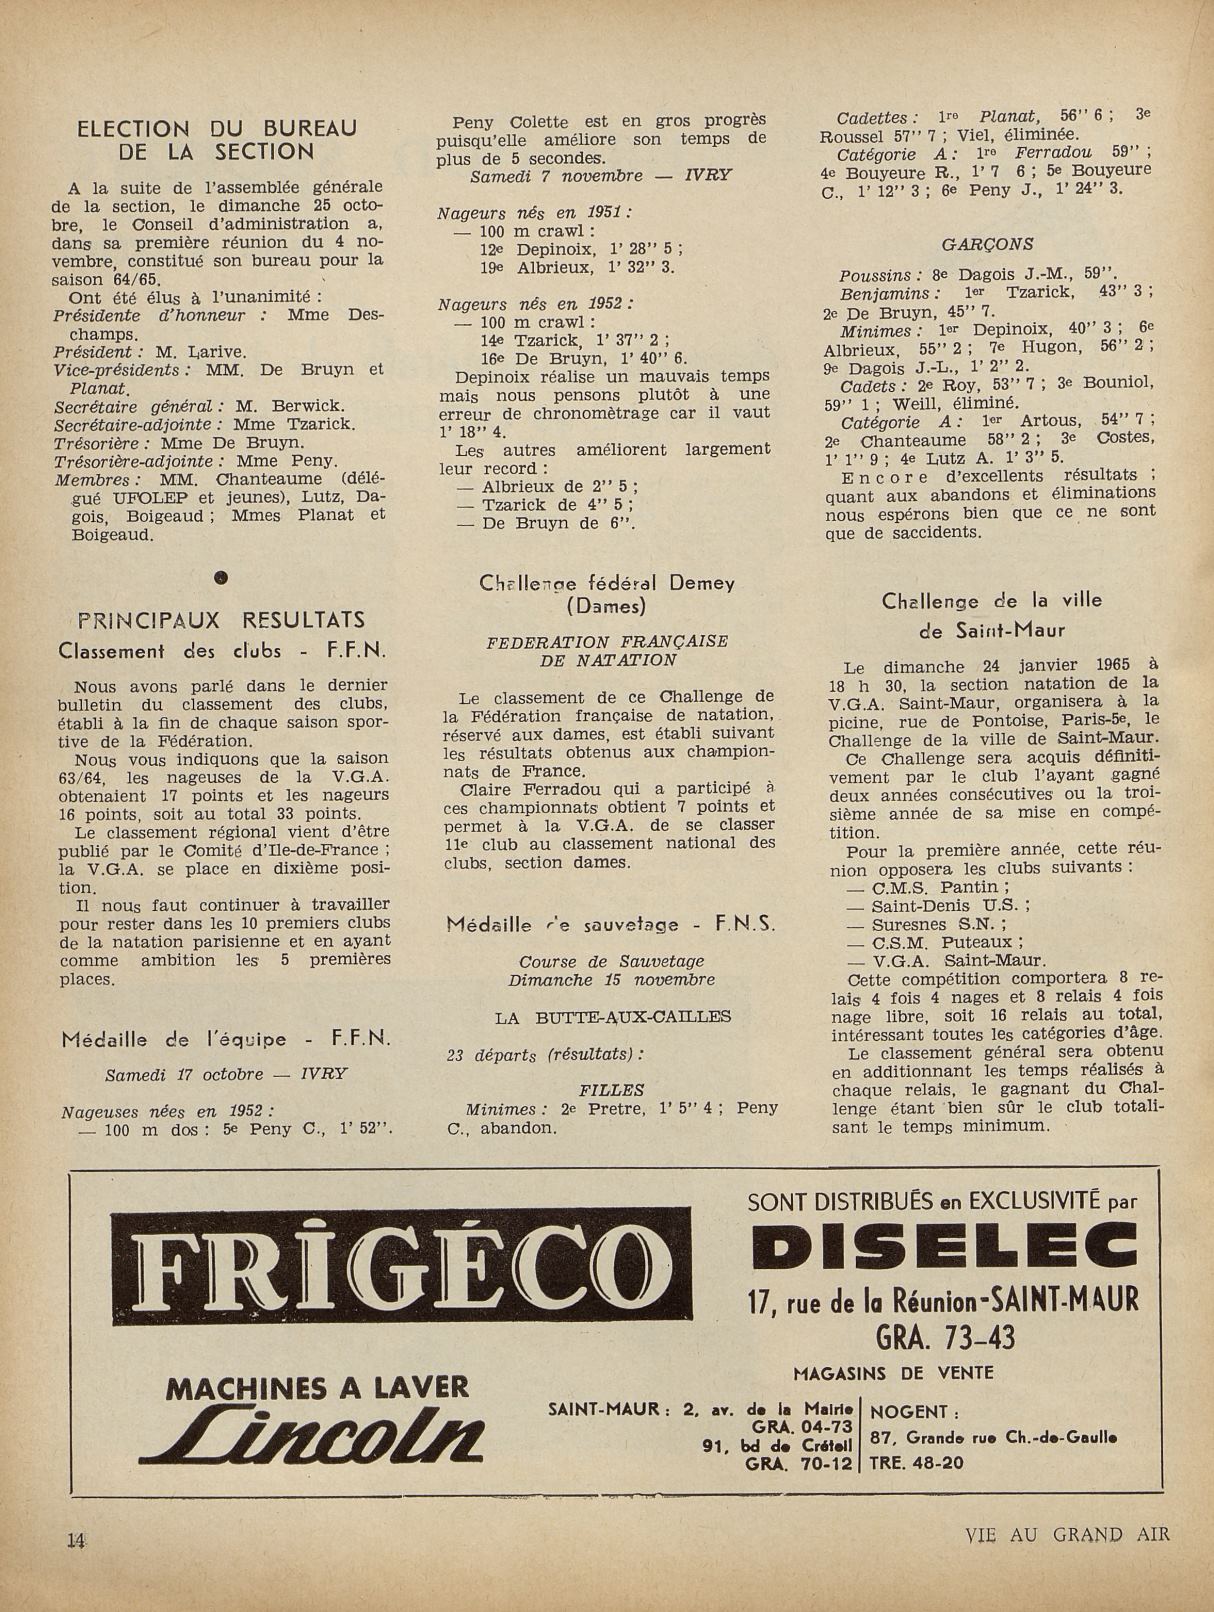 ELECTION DU BUREAU
DE LA SECTION
A la suite de l'assemblée générale
de la section, le dimanche 25 octo-
bre, le Conseil d'administration a,
dans sa première réunion du 4 no-
vembre, constitué son bureau pour la
saison 64/65.
Ont été élus à l'unanimité :
Présidente d'honneur : Mme Des-
champs.
Président : M. Larive.
Vice-présidents : MM. De Bruyn et
Planat.
Secrétaire général : M. Berwick.
Secrétaire-adjointe : Mme Tzarick.
Trésorière : Mme De Bruyn.
Trésorière-adjointe : Mme Peny.
Membres : MM. Chanteaume (délé-
gué UFOLEP et jeunes), Lutz, Da-
gois, Boigeaud ; Mmes Planat et
Boigeaud.
●
PRINCIPAUX RESULTATS
Classement des clubs - F.F.N.
Nous avons parlé dans le dernier
bulletin du classement des clubs,
établi à la fin de chaque saison spor-
tive de la Fédération.
Nous vous indiquons que la saison
63/64, les nageuses de la V.G.A.
obtenaient 17 points et les nageurs
16 points, soit au total 33 points.
Le classement régional vient d'être
publié par le Comité d'Ile-de-France ;
la V.G.A. se place en dixième posi-
tion.
Il nous faut continuer à travailler
pour rester dans les 10 premiers clubs
de la natation parisienne et en ayant
comme ambition les 5 premières
places.
Médaille de l'équipe - F.F.N.
Samedi 17 octobre — IVRY
Nageuses nées en 1952 :
— 100 m dos : 5e Peny C., 1' 52''.
Peny Colette est en gros progrès
puisqu'elle améliore son temps de
plus de 5 secondes.
Samedi 7 novembre — IVRY
Nageurs nés en 1951 :
— 100 m crawl :
12e Depinoix, 1' 28'' 5 ;
19e Albrieux, 1' 32'' 3.
Nageurs nés en 1952 :
— 100 m crawl :
14e Tzarick, 1' 37'' 2 ;
16e De Bruyn, 1' 40'' 6.
Depinoix réalise un mauvais temps
mais nous pensons plutôt à une
erreur de chronomètrage car il vaut
1' 18'' 4.
Les autres améliorent largement
leur record :
— Albrieux de 2'' 5 ;
— Tzarick de 4'' 5 ;
— De Bruyn de 6''.
Challenge fédéral Demey
(Dames)
FEDERATION FRANÇAISE
DE NATATION
Le classement de ce Challenge de
la Fédération française de natation,
réservé aux dames, est établi suivant
les résultats obtenus aux champion-
nats de France.
Claire Ferradou qui a participé à
ces championnats obtient 7 points et
permet à la V.G.A. de se classer
11e club au classement national des
clubs, section dames.
Médaille de sauvetage - F.N.S.
Course de Sauvetage
Dimanche 15 novembre
LA BUTTE-AUX-CAILLES
23 départs (résultats) :
FILLES
Minimes : 2e Pretre, 1' 5'' 4 ; Peny
C., abandon.
Cadettes : 1re Planat, 56'' 6 ; 3e
Roussel 57'' 7 ; Viel, éliminée.
Catégorie A : 1re Ferradou 59'' ;
4e Bouyeure R., 1' 7 6 ; 5e Bouyeure
C., 1' 12'' 3 ; 6e Peny J., 1' 24'' 3.
GARÇONS
Poussins : 8e Dagois J.-M., 59''.
Benjamins : 1er Tzarick, 43'' 3 ;
2e De Bruyn, 45'' 7.
Minimes : 1er Depinoix, 40'' 3 ; 6e
Albrieux, 55'' 2 ; 7e Hugon, 56'' 2 ;
9e Dagois J.-L., 1' 2'' 2.
Cadets : 2e Roy, 53'' 7 ; 3e Bouniol,
59'' 1 ; Weill, éliminé.
Catégorie A : 1er Artous, 54'' 7 ;
2e Chanteaume 58'' 2 ; 3e Costes,
1' 1'' 9 ; 4e Lutz A. 1' 3'' 5.
Encore d'excellents résultats ;
quant aux abandons et éliminations
nous espérons bien que ce ne sont
que de saccidents.
Challenge de la ville
de Saint-Maur
Le dimanche 24 janvier 1965 à
18 h 30, la section natation de la
V.G.A. Saint-Maur, organisera à la
picine, rue de Pontoise, Paris-5e, le
Challenge de la ville de Saint-Maur.
Ce Challenge sera acquis définiti-
vement par le club l'ayant gagné
deux années consécutives ou la troi-
sième année de sa mise en compé-
tition.
Pour la première année, cette réu-
nion opposera les clubs suivants :
— C.M.S. Pantin ;
— Saint-Denis U.S. ;
— Suresnes S.N. ;
— C.S.M. Puteaux ;
— V.G.A. Saint-Maur.
Cette compétition comportera 8 re-
lais 4 fois 4 nages et 8 relais 4 fois
nage libre, soit 16 relais au total,
intéressant toutes les catégories d'âge.
Le classement général sera obtenu
en additionnant les temps réalisés à
chaque relais, le gagnant du Chal-
lenge étant bien sûr le club totali-
sant le temps minimum.
FRIGÉCO
MACHINES A LAVER
Lincoln
SONT DISTRIBUÉS en EXCLUSIVITÉ par
DISELEC
17, rue de la Réunion-SAINT-MAUR
GRA. 73-43
MAGASINS DE VENTE
SAINT-MAUR : 2, av. de la Mairie
GRA. 04-73
91, bd de Créteil
GRA. 70-12
NOGENT :
87, Grande rue Ch.-de-Gaulle
TRE. 48-20
14
VIE AU GRAND AIR